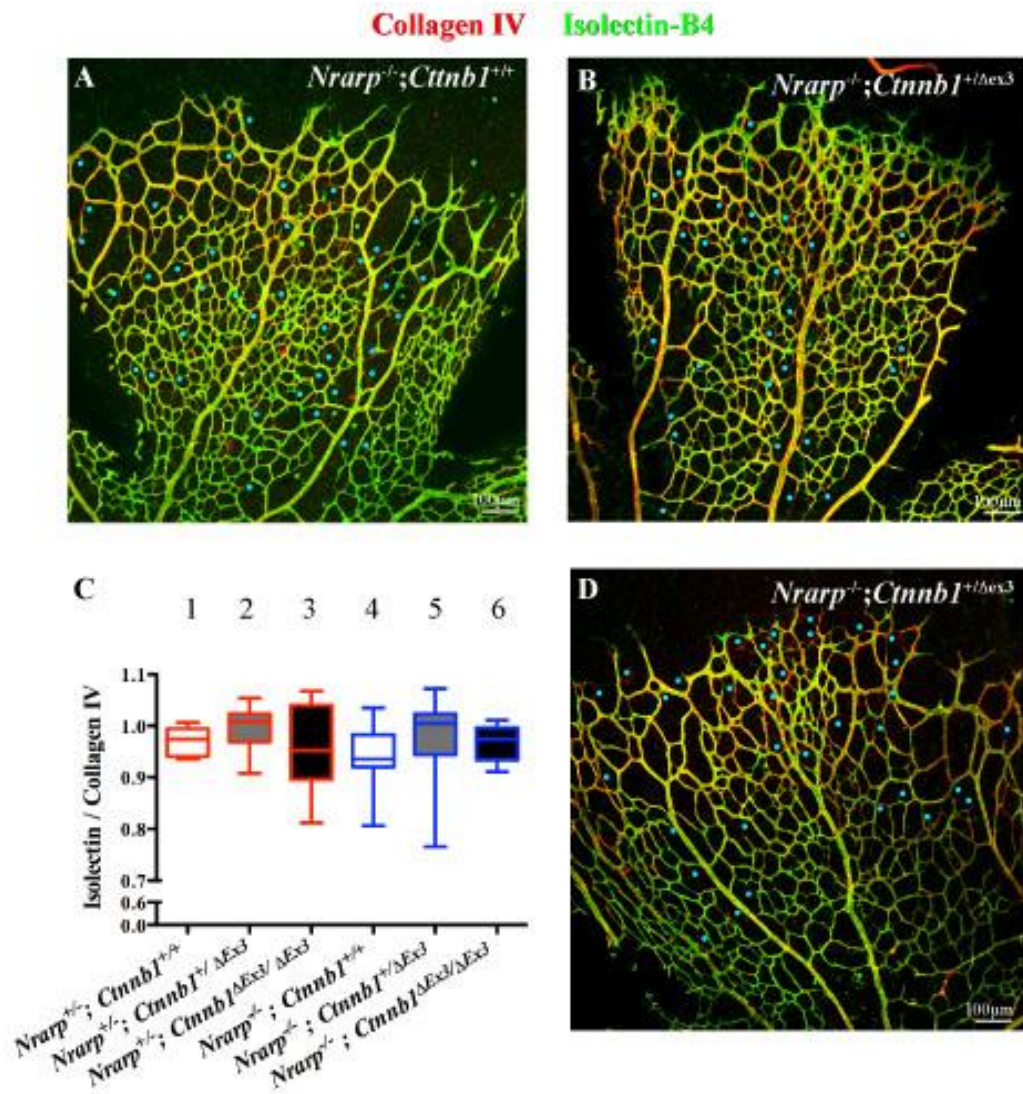 Collagen IV Isolectin-B4
A Nrarp-/-;Cttnb1+/+
100µm
B Nrarp-/-;Ctnnb1+/Δex3
100µm
C
1 2 3 4 5 6
Isolectin / Collagen IV
1.1
1.0
0.9
0.8
0.7
0.6
0.0
Nrarp+/-; Ctnnb1+/+
Nrarp+/-; Ctnnb1+/ΔEx3
Nrarp+/-; Ctnnb1ΔEx3/ΔEx3
Nrarp-/-; Ctnnb1+/+
Nrarp-/-; Ctnnb1+/ΔEx3
Nrarp-/-; Ctnnb1ΔEx3/ΔEx3
D Nrarp-/-;Ctnnb1+/Δex3
100µm